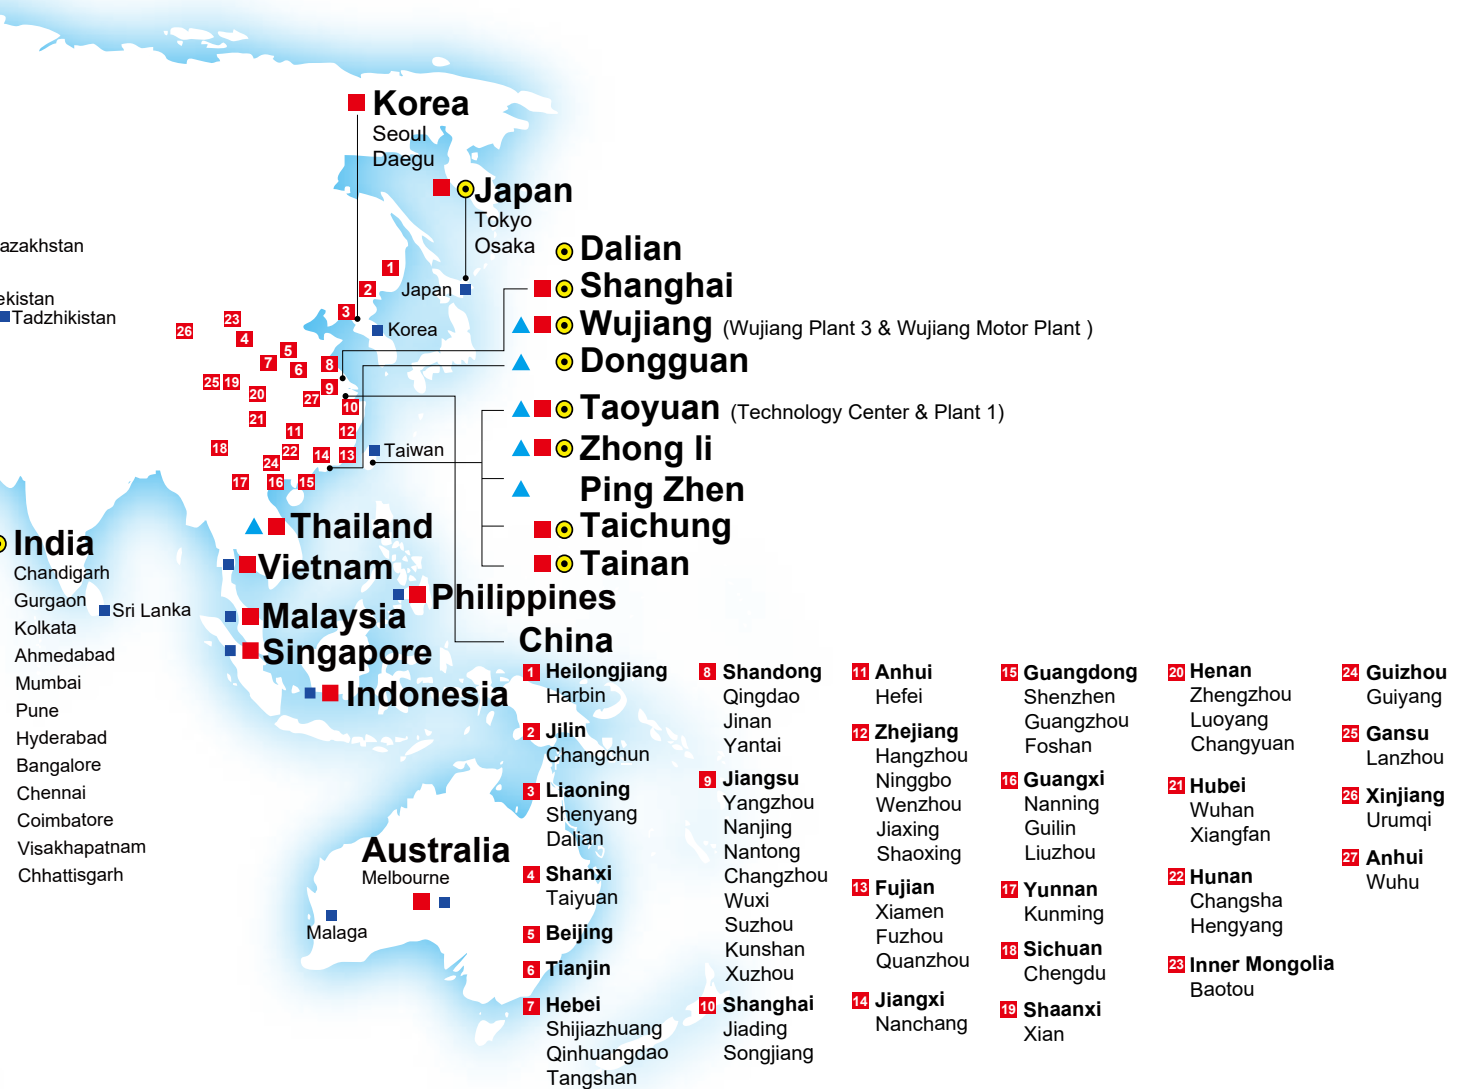 Korea
Seoul
Daegu
Japan
Tokyo
Osaka
azakhstan
ekistan
Tadzhikistan
Japan
Korea
Taiwan
1
2
3
23
26
4
5
7
6
8
25
19
20
27
9
10
21
11
12
18
22
14
13
24
17
16
15
Dalian
Shanghai
Wujiang (Wujiang Plant 3 & Wujiang Motor Plant )
Dongguan
Taoyuan (Technology Center & Plant 1)
Zhong li
Ping Zhen
Taichung
Tainan
Thailand
Vietnam
Philippines
Malaysia
Singapore
Indonesia
India
Chandigarh
Gurgaon
Kolkata
Ahmedabad
Mumbai
Pune
Hyderabad
Bangalore
Chennai
Coimbatore
Visakhapatnam
Chhattisgarh
Sri Lanka
Australia
Melbourne
Malaga
China
1 Heilongjiang
Harbin
2 Jilin
Changchun
3 Liaoning
Shenyang
Dalian
4 Shanxi
Taiyuan
5 Beijing
6 Tianjin
7 Hebei
Shijiazhuang
Qinhuangdao
Tangshan
8 Shandong
Qingdao
Jinan
Yantai
9 Jiangsu
Yangzhou
Nanjing
Nantong
Changzhou
Wuxi
Suzhou
Kunshan
Xuzhou
10 Shanghai
Jiading
Songjiang
11 Anhui
Hefei
12 Zhejiang
Hangzhou
Ninggbo
Wenzhou
Jiaxing
Shaoxing
13 Fujian
Xiamen
Fuzhou
Quanzhou
14 Jiangxi
Nanchang
15 Guangdong
Shenzhen
Guangzhou
Foshan
16 Guangxi
Nanning
Guilin
Liuzhou
17 Yunnan
Kunming
18 Sichuan
Chengdu
19 Shaanxi
Xian
20 Henan
Zhengzhou
Luoyang
Changyuan
21 Hubei
Wuhan
Xiangfan
22 Hunan
Changsha
Hengyang
23 Inner Mongolia
Baotou
24 Guizhou
Guiyang
25 Gansu
Lanzhou
26 Xinjiang
Urumqi
27 Anhui
Wuhu